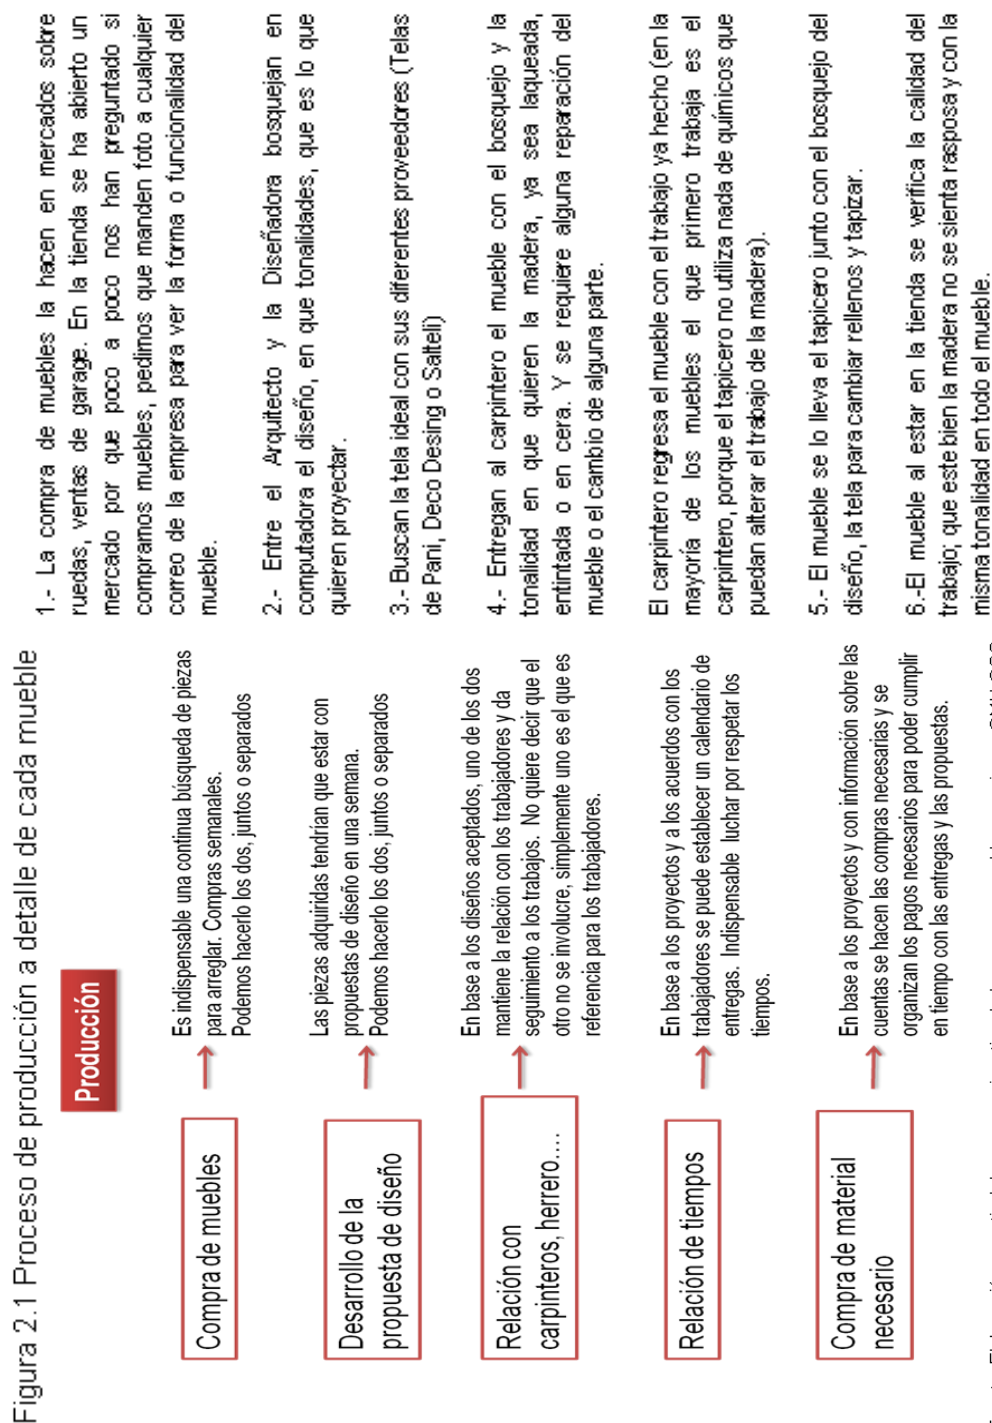 Figura 2.1 Proceso de producción a detalle de cada mueble
Producción
Compra de muebles
Es indispensable una continua búsqueda de piezas
para arreglar. Compras semanales.
Podemos hacerlo los dos, juntos o separados
Desarrollo de la
propuesta de diseño
Las piezas adquiridas tendrían que estar con
propuestas de diseño en una semana.
Podemos hacerlo los dos, juntos o separados
Relación con
carpinteros, herrero....
En base a los diseños aceptados, uno de los dos
mantiene la relación con los trabajadores y da
seguimiento a los trabajos. No quiere decir que el
otro no se involucre, simplemente uno es el que es
referencia para los trabajadores.
Relación de tiempos
En base a los proyectos y a los acuerdos con los
trabajadores se puede establecer un calendario de
entregas. Indispensable luchar por respetar los
tiempos.
Compra de material
necesario
En base a los proyectos y con información sobre las
cuentas se hacen las compras necesarias y se
organizan los pagos necesarios para poder cumplir
en tiempo con las entregas y las propuestas.
1.- La compra de muebles la hacen en mercados sobre
ruedas, ventas de garage. En la tienda se ha abierto un
mercado por que poco a poco nos han preguntado si
compramos muebles, pedimos que manden foto a cualquier
correo de la empresa para ver la forma o funcionalidad del
mueble.
2.- Entre el Arquitecto y la Diseñadora bosquejan en
computadora el diseño, en que tonalidades, que es lo que
quieren proyectar.
3.- Buscan la tela ideal con sus diferentes proveedores (Telas
de Pani, Deco Desing o Salteli)
4.- Entregan al carpintero el mueble con el bosquejo y la
tonalidad en que quieren la madera, ya sea laqueada,
entintada o en cera. Y se requiere alguna reparación del
mueble o el cambio de alguna parte.
El carpintero regresa el mueble con el trabajo ya hecho (en la
mayoría de los muebles el que primero trabaja es el
carpintero, porque el tapicero no utiliza nada de químicos que
puedan alterar el trabajo de la madera).
5.- El mueble se lo lleva el tapicero junto con el bosquejo del
diseño, la tela para cambiar rellenos y tapizar.
6.-El mueble al estar en la tienda se verifica la calidad del
trabajo; que este bien la madera no se sienta rasposa y con la
misma tonalidad en todo el mueble.